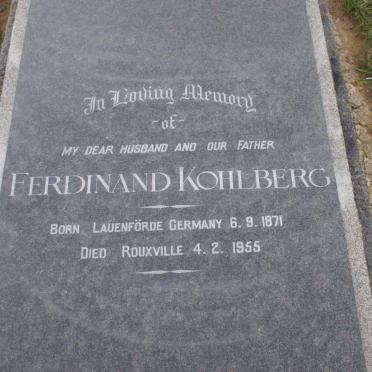 In Loving Memory
-of-
MY DEAR HUSBAND AND OUR FATHER
FERDINAND KOHLBERG
BORN LAUENFÖRDE GERMANY 6.9.1871
DIED ROUXVILLE 4.2.1955